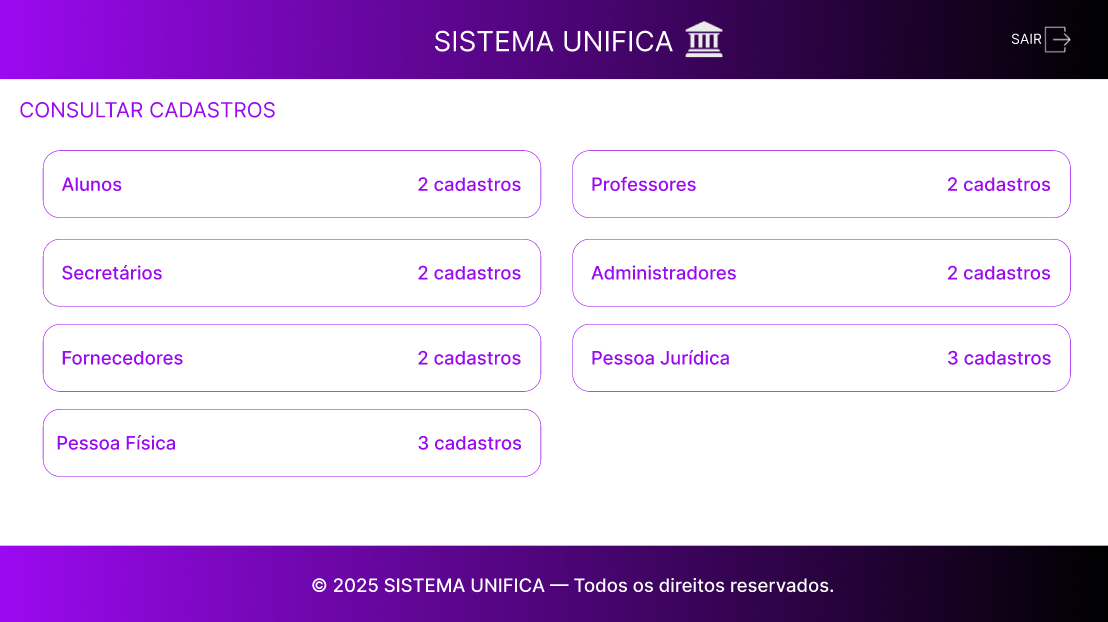 SISTEMA UNIFICA
SAIR
CONSULTAR CADASTROS
Alunos 2 cadastros
Professores 2 cadastros
Secretários 2 cadastros
Administradores 2 cadastros
Fornecedores 2 cadastros
Pessoa Jurídica 3 cadastros
Pessoa Física 3 cadastros
© 2025 SISTEMA UNIFICA — Todos os direitos reservados.